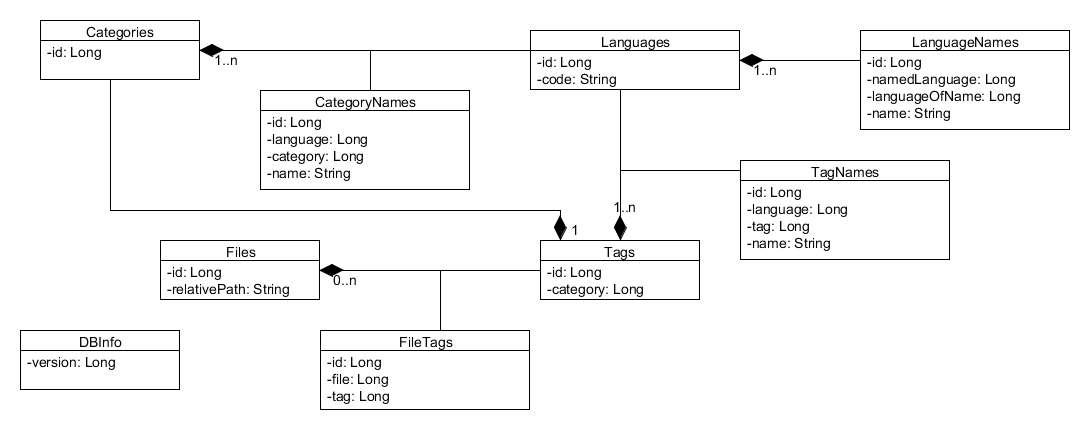 Categories
-id: Long
1..n
Languages
-id: Long
-code: String
1..n
LanguageNames
-id: Long
-namedLanguage: Long
-languageOfName: Long
-name: String
CategoryNames
-id: Long
-language: Long
-category: Long
-name: String
TagNames
-id: Long
-language: Long
-tag: Long
-name: String
1..n
1
Files
-id: Long
-relativePath: String
0..n
Tags
-id: Long
-category: Long
DBInfo
-version: Long
FileTags
-id: Long
-file: Long
-tag: Long